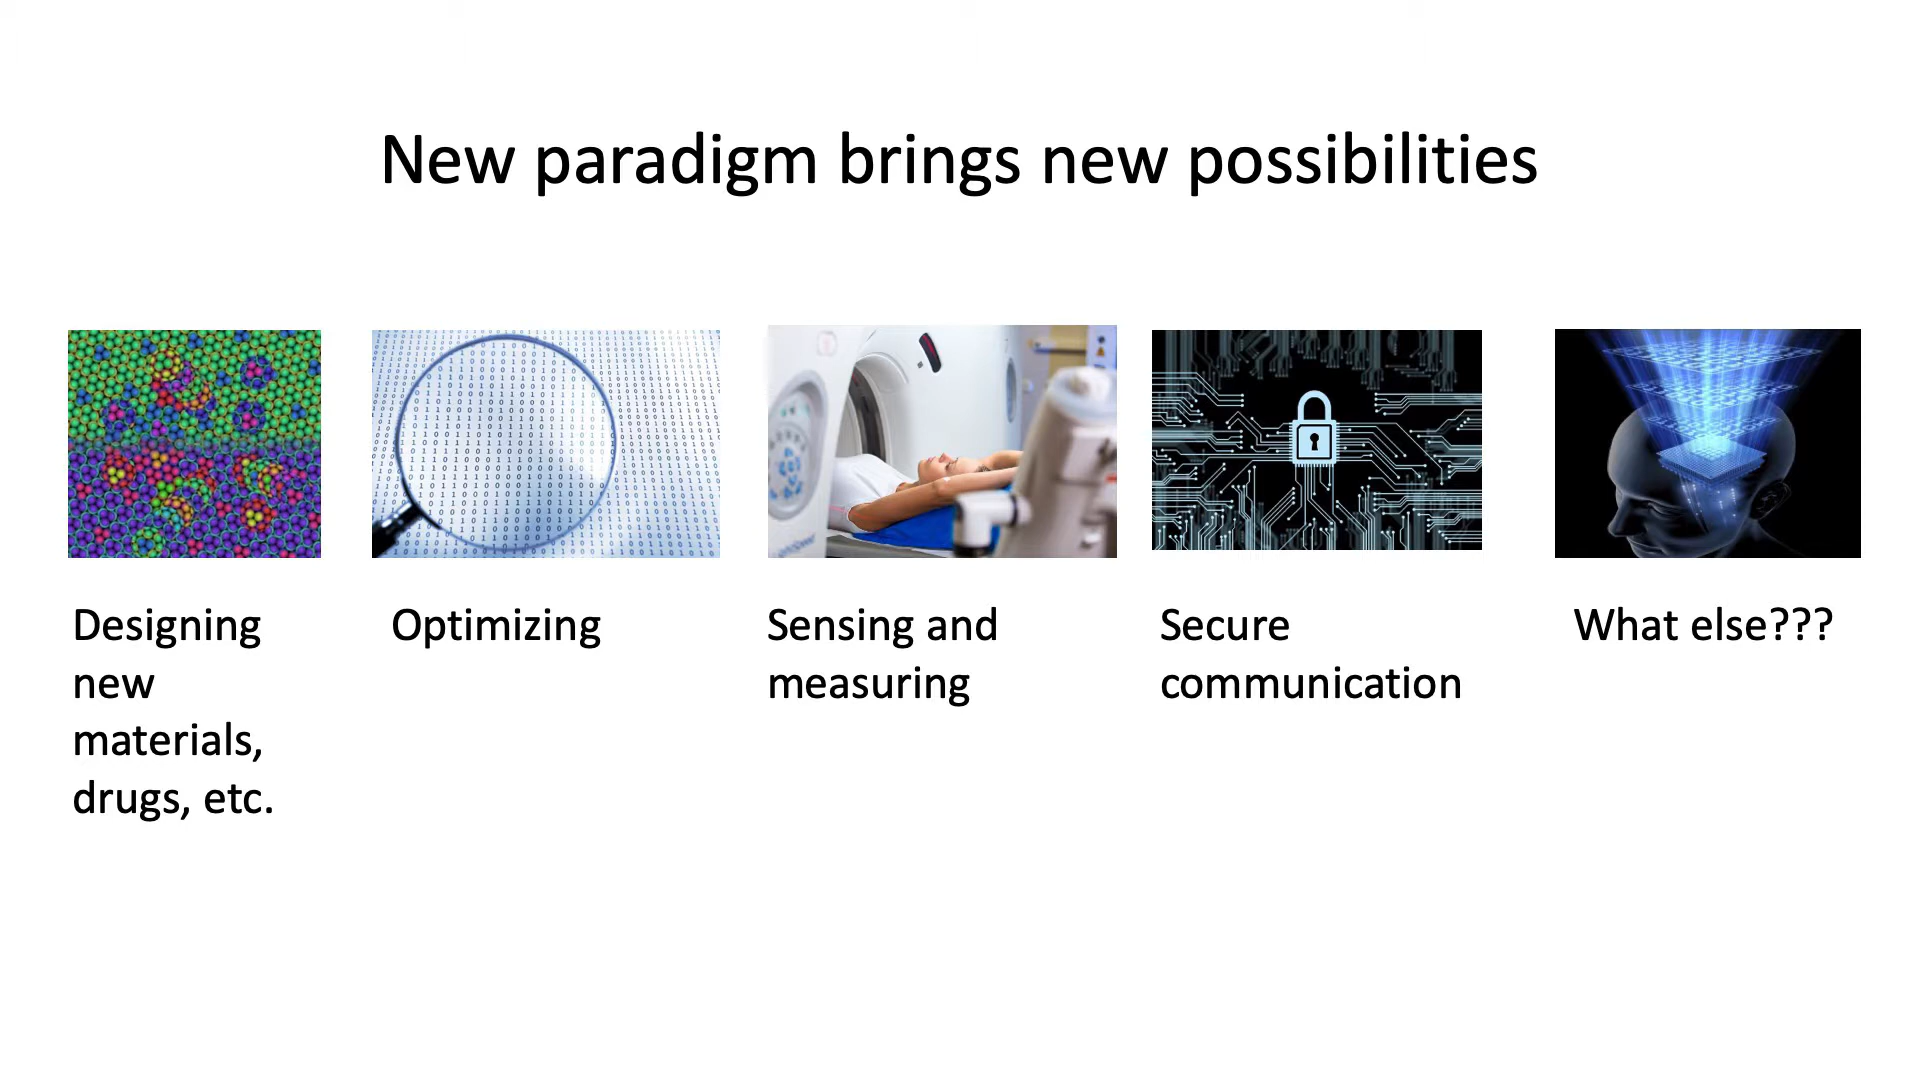 New paradigm brings new possibilities
Designing
new
materials,
drugs, etc.
Optimizing
Sensing and
measuring
Secure
communication
What else???